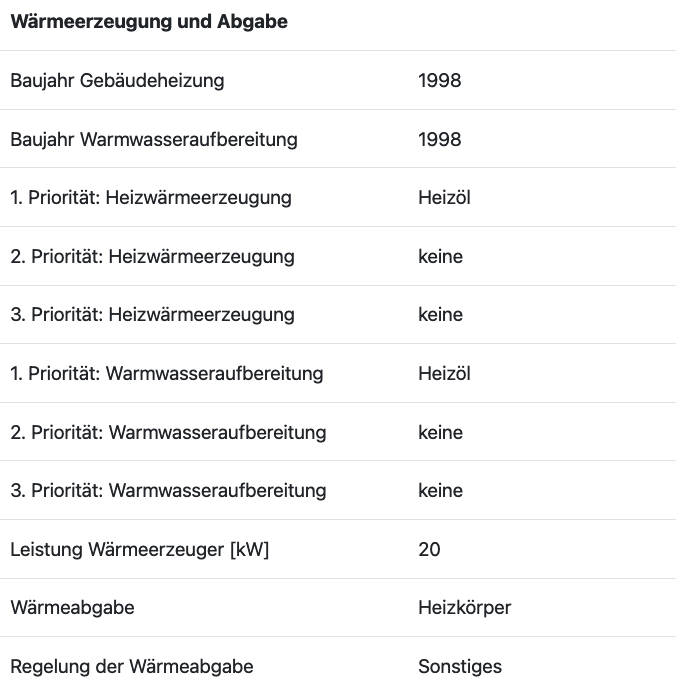 Wärmeerzeugung und Abgabe
Baujahr Gebäudeheizung 1998
Baujahr Warmwasseraufbereitung 1998
1. Priorität: Heizwärmeerzeugung Heizöl
2. Priorität: Heizwärmeerzeugung keine
3. Priorität: Heizwärmeerzeugung keine
1. Priorität: Warmwasseraufbereitung Heizöl
2. Priorität: Warmwasseraufbereitung keine
3. Priorität: Warmwasseraufbereitung keine
Leistung Wärmeerzeuger [kW] 20
Wärmeabgabe Heizkörper
Regelung der Wärmeabgabe Sonstiges